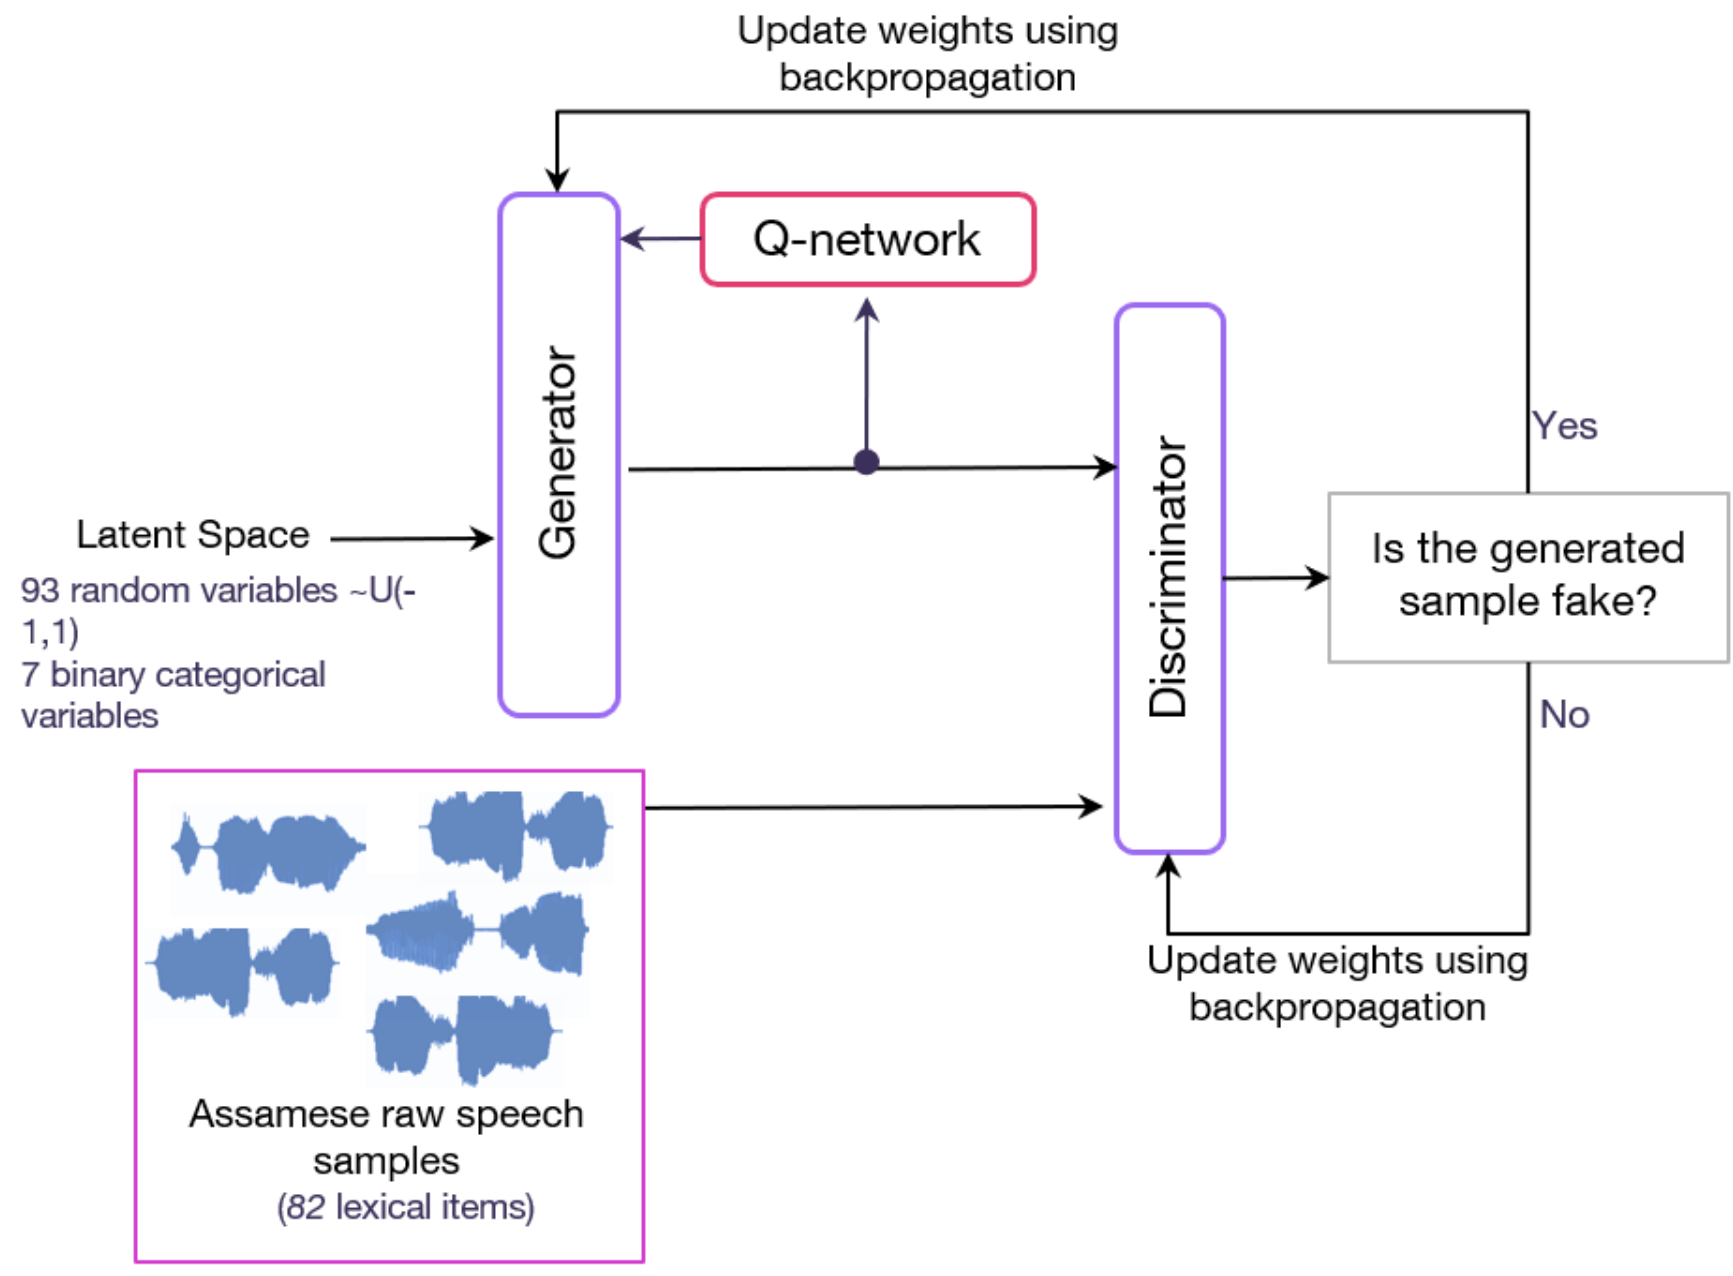 Update weights using
backpropagation
Q-network
Generator
Discriminator
Yes
Is the generated
sample fake?
No
Latent Space
93 random variables ~U(-
1,1)
7 binary categorical
variables
Update weights using
backpropagation
Assamese raw speech
samples
(82 lexical items)